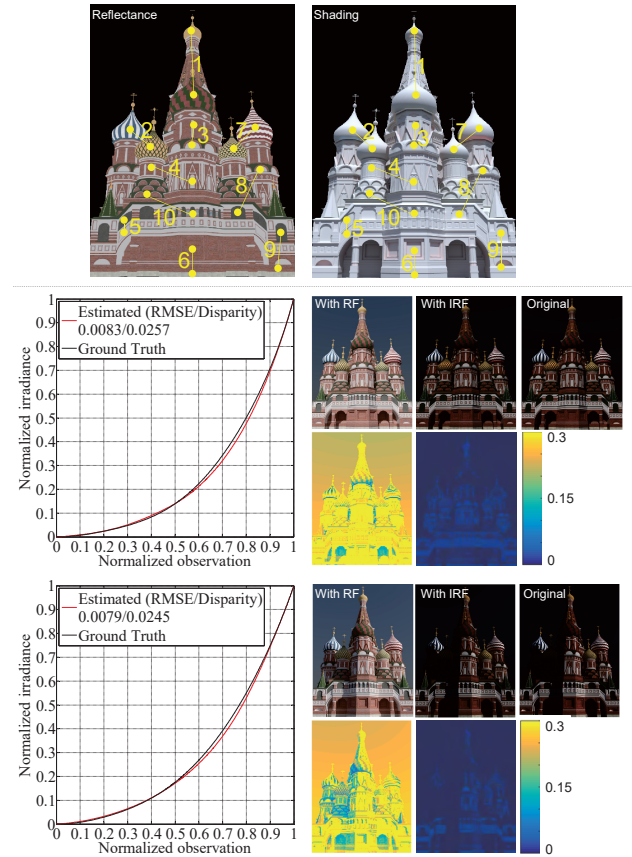 Reflectance
Shading
1
2
3
7
4
8
5
10
6
9
1
2
3
7
4
8
5
10
6
9
Estimated (RMSE/Disparity)
0.0083/0.0257
Ground Truth
Normalized irradiance
1
0.9
0.8
0.7
0.6
0.5
0.4
0.3
0.2
0.1
0
0 0.1 0.2 0.3 0.4 0.5 0.6 0.7 0.8 0.9 1
Normalized observation
With RF
With IRF
Original
0.3
0.15
0
Estimated (RMSE/Disparity)
0.0079/0.0245
Ground Truth
Normalized irradiance
1
0.9
0.8
0.7
0.6
0.5
0.4
0.3
0.2
0.1
0
0 0.1 0.2 0.3 0.4 0.5 0.6 0.7 0.8 0.9 1
Normalized observation
With RF
With IRF
Original
0.3
0.15
0